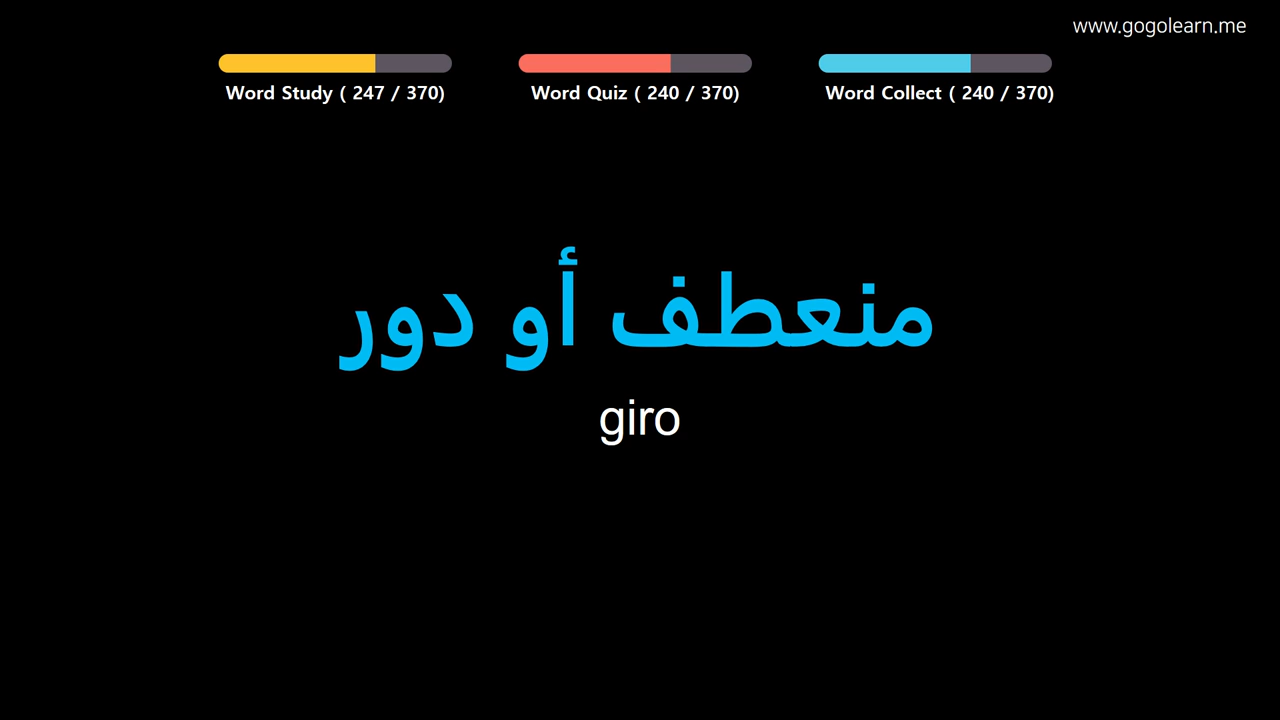 www.gogolearn.me
Word Study ( 247 / 370)
Word Quiz ( 240 / 370)
Word Collect ( 240 / 370)
منعطف أو دور
giro